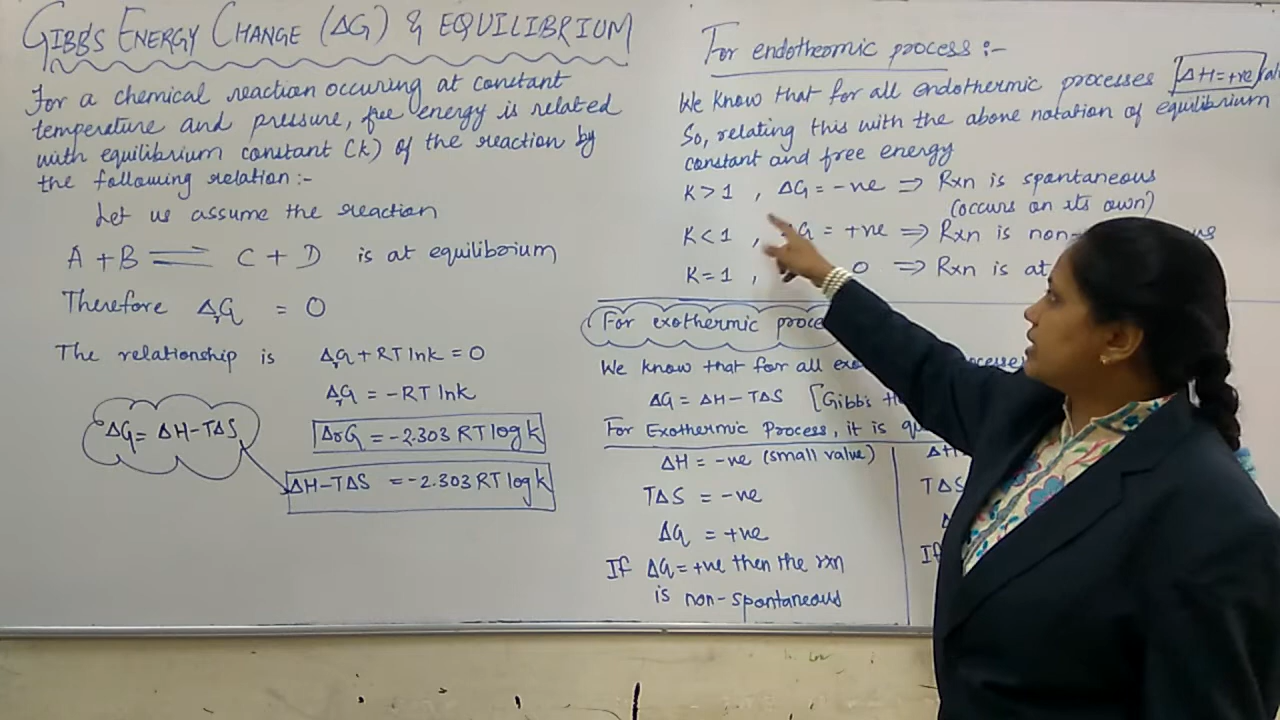 GIBB'S ENERGY CHANGE (ΔG) & EQUILIBRIUM
For a chemical reaction occuring at constant
temperature and pressure, free energy is related
with equilibrium constant (K) of the reaction by
the following relation:-
Let us assume the reaction
A + B ⇌ C + D is at equilibrium
Therefore ΔrG = 0
The relationship is ΔrG + RT lnk = 0
ΔrG = -RT lnk
ΔG = ΔH-TΔS
ΔrG = -2.303 RT log k
ΔH-TΔS = -2.303 RT log k
For endothermic process :-
We know that for all endothermic processes [ΔH=+ve]
So, relating this with the above notation of equilibrium
constant and free energy
K > 1 , ΔG = -ve ⇒ Rxn is spontaneous
(occurs on its own)
K < 1 , G = +ve ⇒ Rxn is non-
K = 1 , 0 ⇒ Rxn is at
For exothermic
We know that for all
ΔG = ΔH-TΔS [Gibb's
For Exothermic Process, it is
ΔH = -ve (small value)
TΔS = -ve
ΔG = +ve
If ΔG = +ve then the rxn
is non-spontaneous
ΔH
TΔS
If